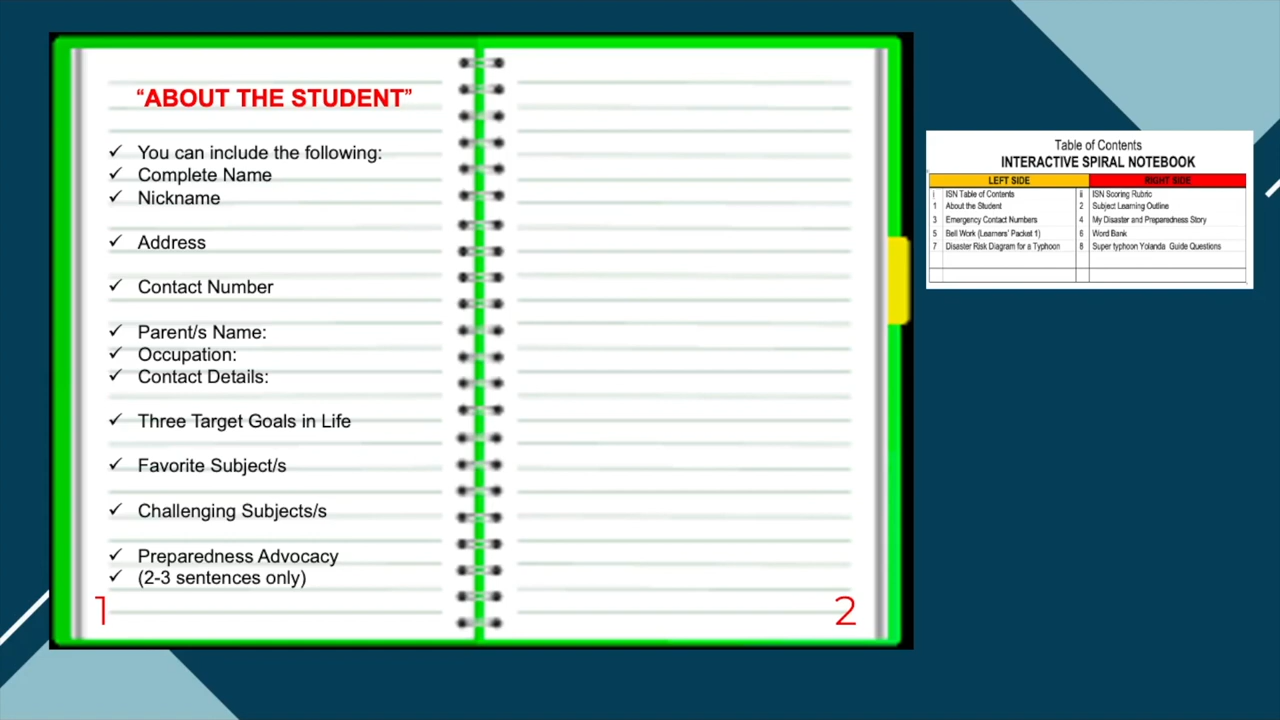 “ABOUT THE STUDENT”
✓ You can include the following:
✓ Complete Name
✓ Nickname
✓ Address
✓ Contact Number
✓ Parent/s Name:
✓ Occupation:
✓ Contact Details:
✓ Three Target Goals in Life
✓ Favorite Subject/s
✓ Challenging Subjects/s
✓ Preparedness Advocacy
✓ (2-3 sentences only)
1
2
Table of Contents
INTERACTIVE SPIRAL NOTEBOOK
LEFT SIDE RIGHT SIDE
i ISN Table of Contents ii ISN Scoring Rubric
1 About the Student 2 Subject Learning Outline
3 Emergency Contact Numbers 4 My Disaster and Preparedness Story
5 Bell Work (Learners' Packet 1) 6 Word Bank
7 Disaster Risk Diagram for a Typhoon 8 Super typhoon Yolanda Guide Questions